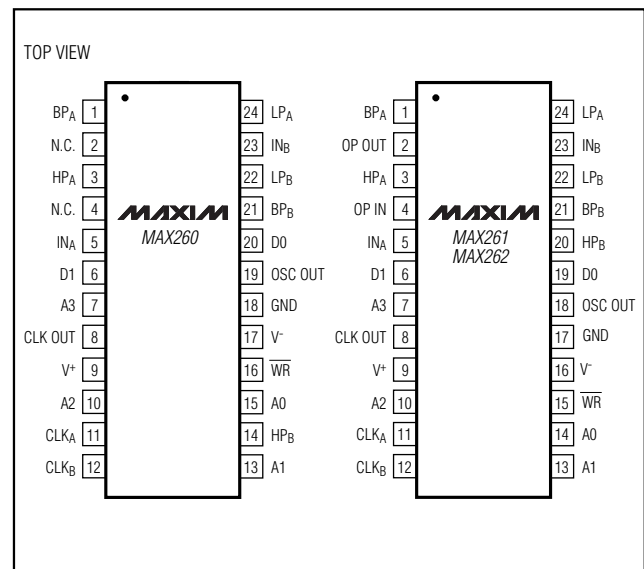 TOP VIEW
BPA 1
N.C. 2
HPA 3
N.C. 4
INA 5
D1 6
A3 7
CLK OUT 8
V+ 9
A2 10
CLKA 11
CLKB 12
MAXIM
MAX260
24 LPA
23 INB
22 LPB
21 BPB
20 D0
19 OSC OUT
18 GND
17 V-
16 WR
15 A0
14 HPB
13 A1
BPA 1
OP OUT 2
HPA 3
OP IN 4
INA 5
D1 6
A3 7
CLK OUT 8
V+ 9
A2 10
CLKA 11
CLKB 12
MAXIM
MAX261
MAX262
24 LPA
23 INB
22 LPB
21 BPB
20 HPB
19 D0
18 OSC OUT
17 GND
16 V-
15 WR
14 A0
13 A1